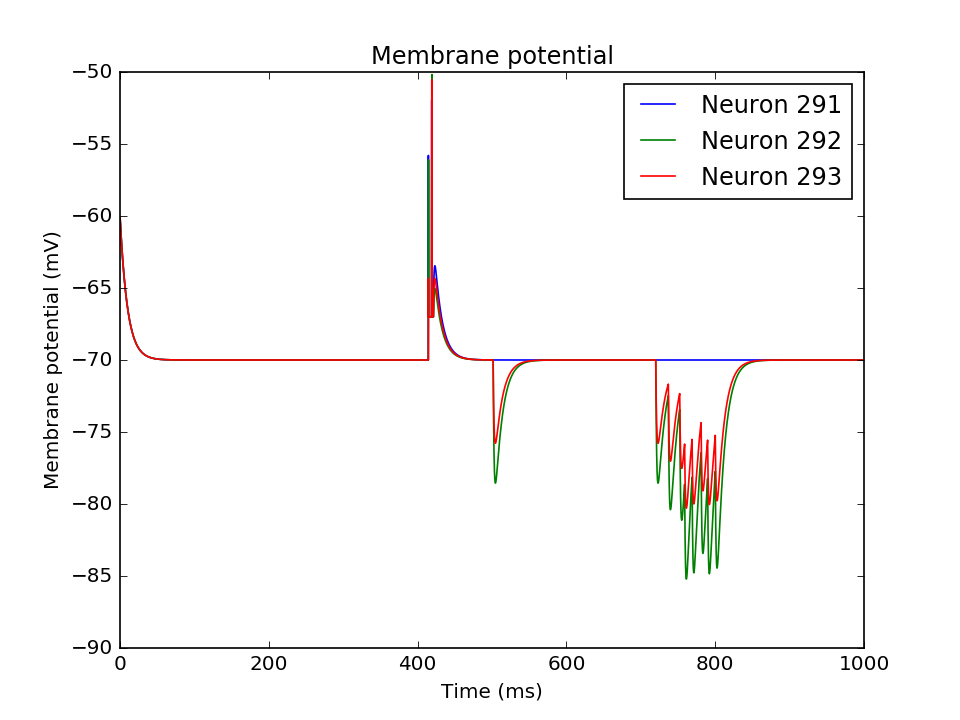 Membrane potential
Neuron 291
Neuron 292
Neuron 293
Membrane potential (mV)
−50
−55
−60
−65
−70
−75
−80
−85
−90
0 200 400 600 800 1000
Time (ms)